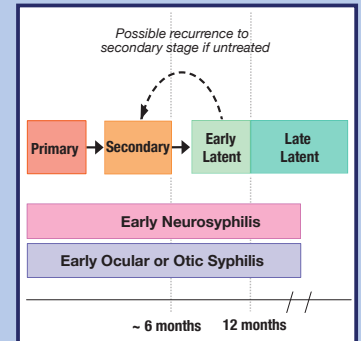 Possible recurrence to
secondary stage if untreated
Primary
Secondary
Early
Latent
Late
Latent
Early Neurosyphilis
Early Ocular or Otic Syphilis
~ 6 months
12 months